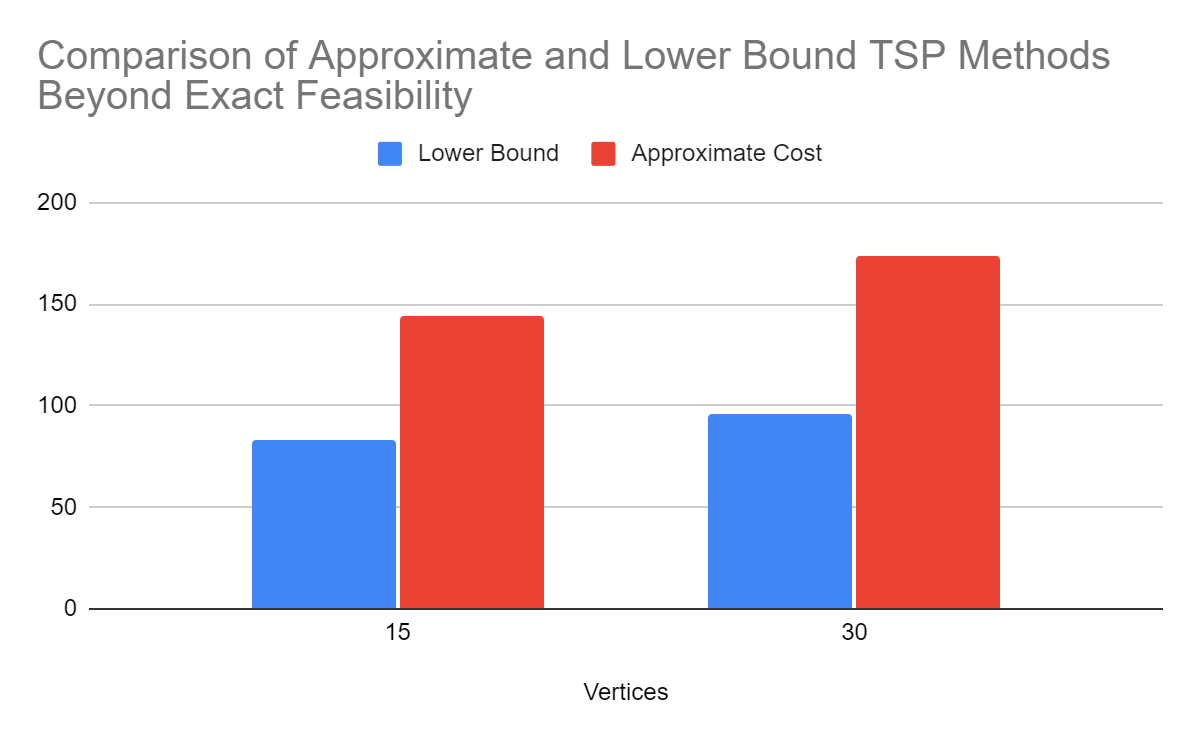 Comparison of Approximate and Lower Bound TSP Methods
Beyond Exact Feasibility
Lower Bound Approximate Cost
200
150
100
50
0
15 30
Vertices